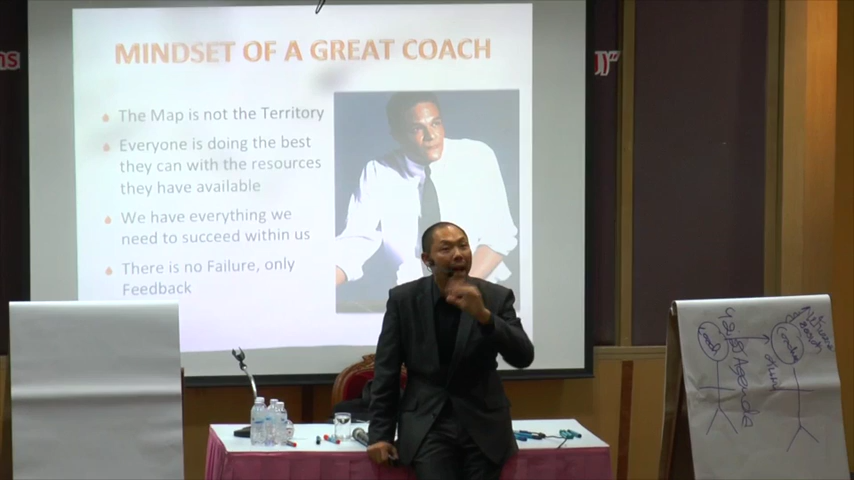 MINDSET OF A GREAT COACH
The Map is not the Territory
Everyone is doing the best
they can with the resources
they have available
We have everything we
need to succeed within us
There is no Failure, only
Feedback
Agenda
Coach